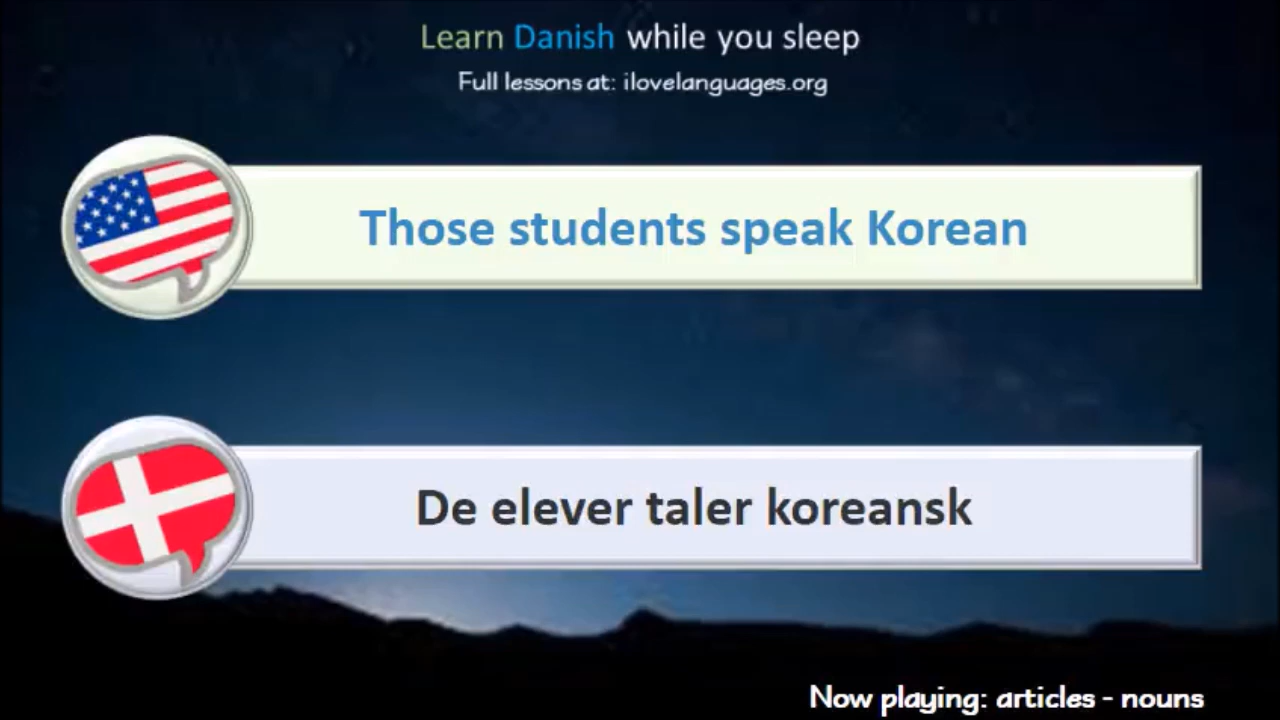 Learn Danish while you sleep
Full lessons at: ilovelanguages.org
Those students speak Korean
De elever taler koreansk
Now playing: articles - nouns